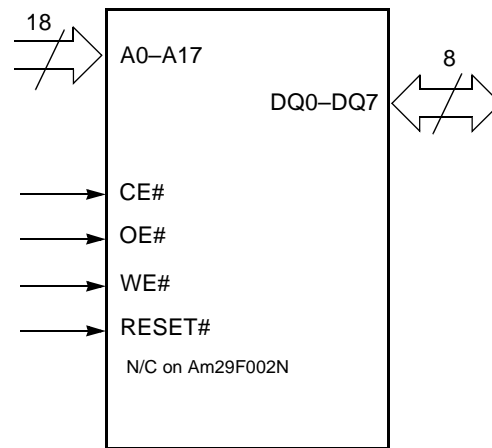 18
A0–A17
8
DQ0–DQ7
CE#
OE#
WE#
RESET#
N/C on Am29F002N